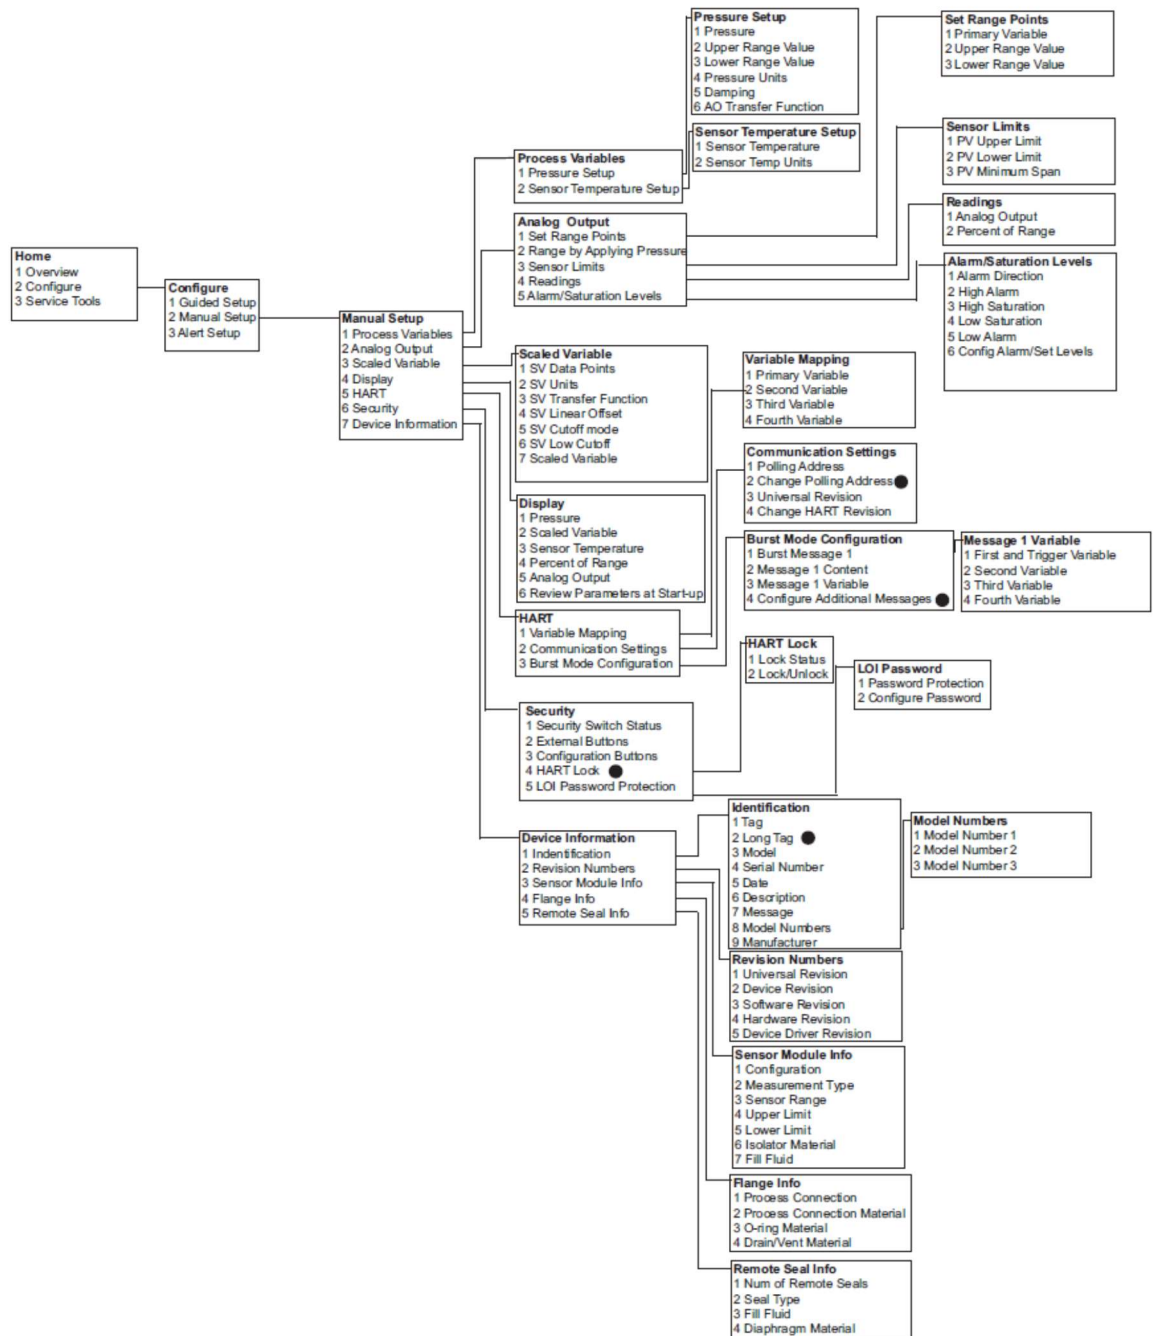 Home
1 Overview
2 Configure
3 Service Tools
Configure
1 Guided Setup
2 Manual Setup
3 Alert Setup
Manual Setup
1 Process Variables
2 Analog Output
3 Scaled Variable
4 Display
5 HART
6 Security
7 Device Information
Process Variables
1 Pressure Setup
2 Sensor Temperature Setup
Analog Output
1 Set Range Points
2 Range by Applying Pressure
3 Sensor Limits
4 Readings
5 Alarm/Saturation Levels
Scaled Variable
1 SV Data Points
2 SV Units
3 SV Transfer Function
4 SV Linear Offset
5 SV Cutoff mode
6 SV Low Cutoff
7 Scaled Variable
Display
1 Pressure
2 Scaled Variable
3 Sensor Temperature
4 Percent of Range
5 Analog Output
6 Review Parameters at Start-up
HART
1 Variable Mapping
2 Communication Settings
3 Burst Mode Configuration
Security
1 Security Switch Status
2 External Buttons
3 Configuration Buttons
4 HART Lock
5 LOI Password Protection
Device Information
1 Indentification
2 Revision Numbers
3 Sensor Module Info
4 Flange Info
5 Remote Seal Info
Pressure Setup
1 Pressure
2 Upper Range Value
3 Lower Range Value
4 Pressure Units
5 Damping
6 AO Transfer Function
Sensor Temperature Setup
1 Sensor Temperature
2 Sensor Temp Units
Variable Mapping
1 Primary Variable
2 Second Variable
3 Third Variable
4 Fourth Variable
Communication Settings
1 Polling Address
2 Change Polling Address
3 Universal Revision
4 Change HART Revision
Burst Mode Configuration
1 Burst Message 1
2 Message 1 Content
3 Message 1 Variable
4 Configure Additional Messages
HART Lock
1 Lock Status
2 Lock/Unlock
LOI Password
1 Password Protection
2 Configure Password
Identification
1 Tag
2 Long Tag
3 Model
4 Serial Number
5 Date
6 Description
7 Message
8 Model Numbers
9 Manufacturer
Revision Numbers
1 Universal Revision
2 Device Revision
3 Software Revision
4 Hardware Revision
5 Device Driver Revision
Sensor Module Info
1 Configuration
2 Measurement Type
3 Sensor Range
4 Upper Limit
5 Lower Limit
6 Isolator Material
7 Fill Fluid
Flange Info
1 Process Connection
2 Process Connection Material
3 O-ring Material
4 Drain/Vent Material
Remote Seal Info
1 Num of Remote Seals
2 Seal Type
3 Fill Fluid
4 Diaphragm Material
Set Range Points
1 Primary Variable
2 Upper Range Value
3 Lower Range Value
Sensor Limits
1 PV Upper Limit
2 PV Lower Limit
3 PV Minimum Span
Readings
1 Analog Output
2 Percent of Range
Alarm/Saturation Levels
1 Alarm Direction
2 High Alarm
3 High Saturation
4 Low Saturation
5 Low Alarm
6 Config Alarm/Set Levels
Message 1 Variable
1 First and Trigger Variable
2 Second Variable
3 Third Variable
4 Fourth Variable
Model Numbers
1 Model Number 1
2 Model Number 2
3 Model Number 3